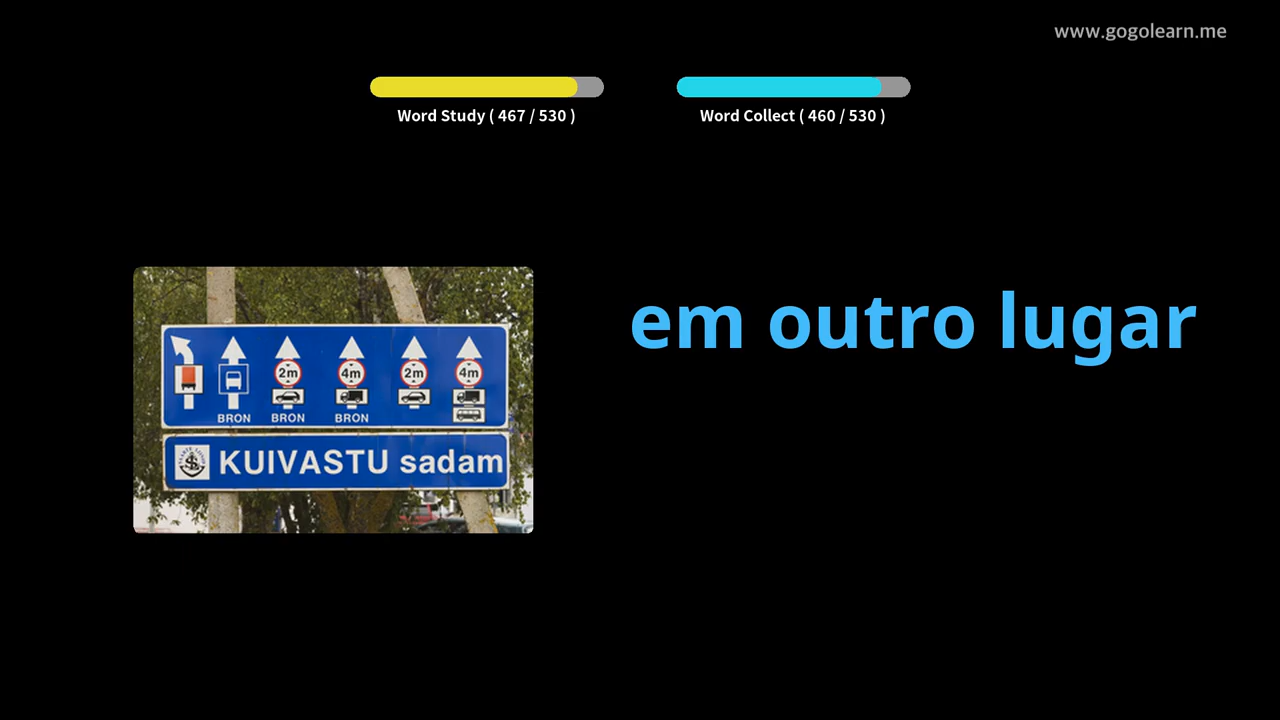 www.gogolearn.me
Word Study ( 467 / 530 )
Word Collect ( 460 / 530 )
em outro lugar
2m 4m 2m 4m
BRON BRON BRON
KUIVASTU sadam